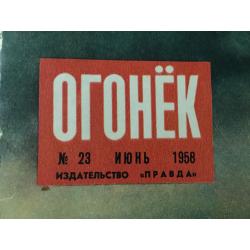 ОГОНЁК
№ 23 ИЮНЬ 1958
ИЗДАТЕЛЬСТВО «ПРАВДА»